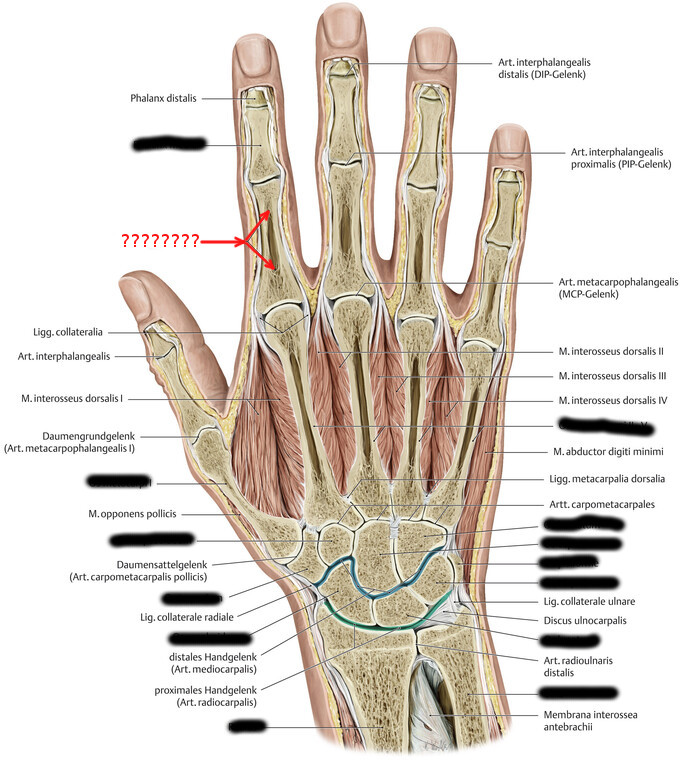 Art. interphalangealis
distalis (DIP-Gelenk)
Phalanx distalis
Art. interphalangealis
proximalis (PIP-Gelenk)
????????
Art. metacarpophalangealis
(MCP-Gelenk)
Ligg. collateralia
Art. interphalangealis
M. interosseus dorsalis II
M. interosseus dorsalis III
M. interosseus dorsalis I
M. interosseus dorsalis IV
Daumengrundgelenk
(Art. metacarpophalangealis I)
M. abductor digiti minimi
Ligg. metacarpalia dorsalia
M. opponens pollicis
Artt. carpometacarpales
Daumensattelgelenk
(Art. carpometacarpalis pollicis)
Lig. collaterale ulnare
Lig. collaterale radiale
Discus ulnocarpalis
distales Handgelenk
(Art. mediocarpalis)
Art. radioulnaris
distalis
proximales Handgelenk
(Art. radiocarpalis)
Membrana interossea
antebrachii